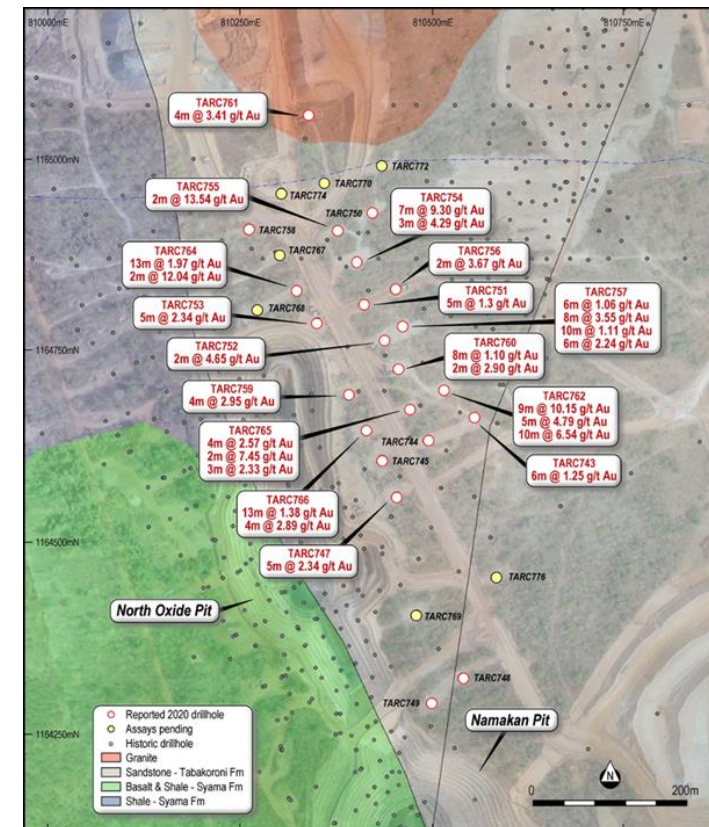 810000mE
810250mE
810500mE
810750mE
TARC761
4m @ 3.41 g/t Au
1165000mN
TARC772
TARC770
TARC774
TARC755
2m @ 13.54 g/t Au
TARC750
TARC754
7m @ 9.30 g/t Au
3m @ 4.29 g/t Au
TARC758
TARC767
TARC764
13m @ 1.97 g/t Au
2m @ 12.04 g/t Au
TARC756
2m @ 3.67 g/t Au
TARC751
5m @ 1.3 g/t Au
TARC757
6m @ 1.06 g/t Au
8m @ 3.55 g/t Au
10m @ 1.11 g/t Au
6m @ 2.24 g/t Au
TARC753
5m @ 2.34 g/t Au
TARC768
1164750mN
TARC752
2m @ 4.65 g/t Au
TARC760
8m @ 1.10 g/t Au
2m @ 2.90 g/t Au
TARC759
4m @ 2.95 g/t Au
TARC762
9m @ 10.15 g/t Au
5m @ 4.79 g/t Au
10m @ 6.54 g/t Au
TARC765
4m @ 2.57 g/t Au
2m @ 7.45 g/t Au
3m @ 2.33 g/t Au
TARC744
TARC745
TARC743
6m @ 1.25 g/t Au
TARC766
13m @ 1.38 g/t Au
4m @ 2.89 g/t Au
1164500mN
TARC747
5m @ 2.34 g/t Au
TARC776
North Oxide Pit
TARC769
TARC748
TARC749
Namakan Pit
1164250mN
Reported 2020 drillhole
Assays pending
Historic drillhole
Granite
Sandstone - Tabakoroni Fm
Basalt & Shale - Syama Fm
Shale - Syama Fm
N
0
200m